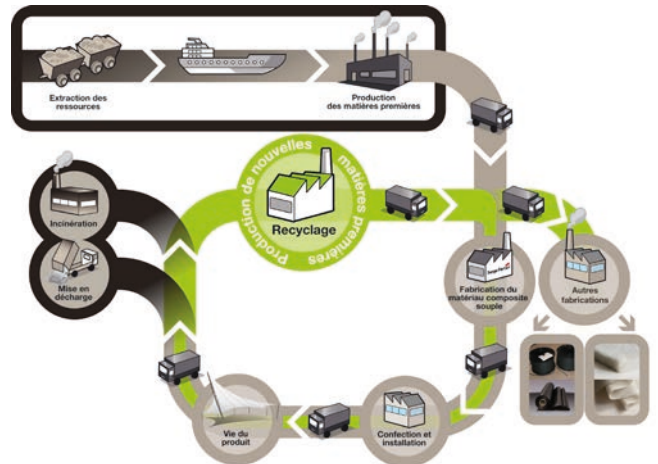 Extraction des
ressources
Production
des matières premières
Production de nouvelles
matières premières
Recyclage
Incinération
Mise en
décharge
Fabrication du
matériau composite
souple
Autres
fabrications
Vie du
produit
Confection et
installation